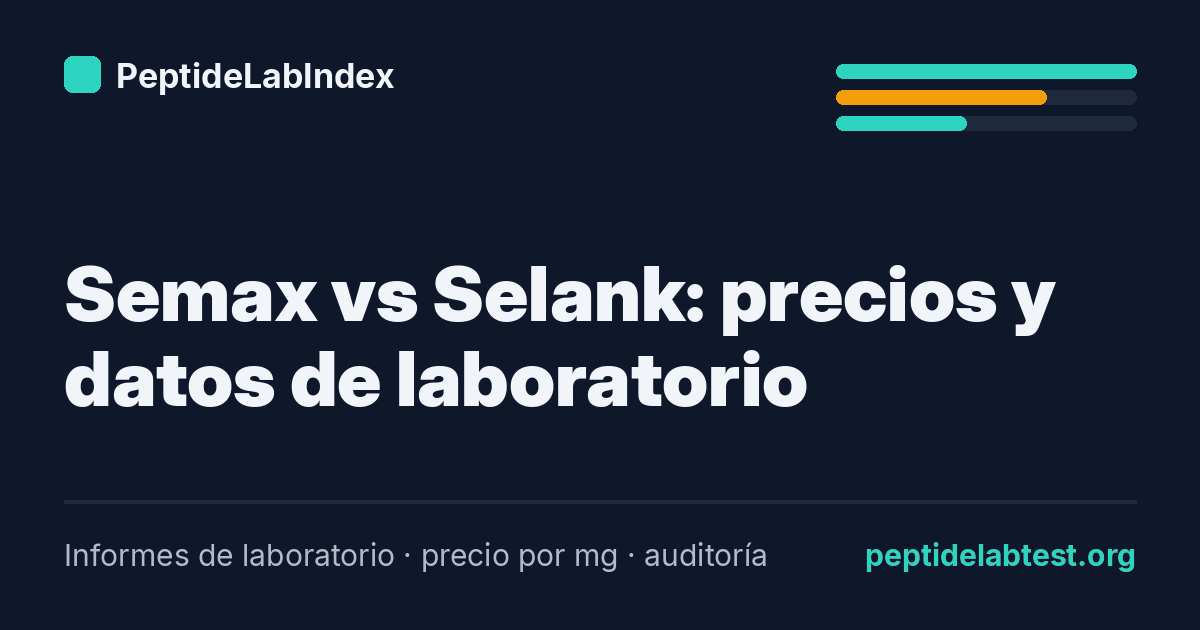 PeptideLabIndex
Semax vs Selank: precios y
datos de laboratorio
Informes de laboratorio · precio por mg · auditoría
peptidelabtest.org